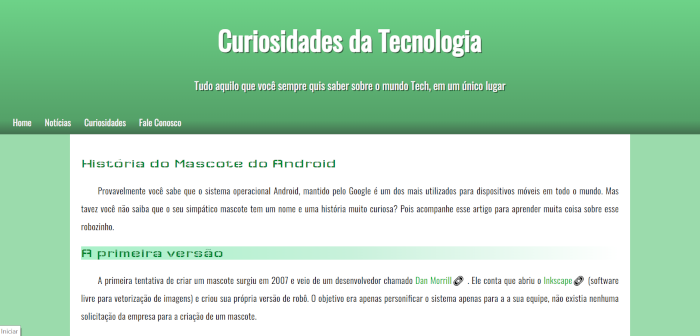 Curiosidades da Tecnologia
Tudo aquilo que você sempre quis saber sobre o mundo Tech, em um único lugar
Home Notícias Curiosidades Fale Conosco
História do Mascote do Android
Provavelmente você sabe que o sistema operacional Android, mantido pelo Google é um dos mais utilizados para dispositivos móveis em todo o mundo. Mas
tavez você não saiba que o seu simpático mascote tem um nome e uma história muito curiosa? Pois acompanhe esse artigo para aprender muita coisa sobre esse
robozinho.
A primeira versão
A primeira tentativa de criar um mascote surgiu em 2007 e veio de um desenvolvedor chamado Dan Morrill . Ele conta que abriu o Inkscape (software
livre para vetorização de imagens) e criou sua própria versão de robô. O objetivo era apenas personificar o sistema apenas para a a sua equipe, não existia nenhuma
solicitação da empresa para a criação de um mascote.
Iniciar